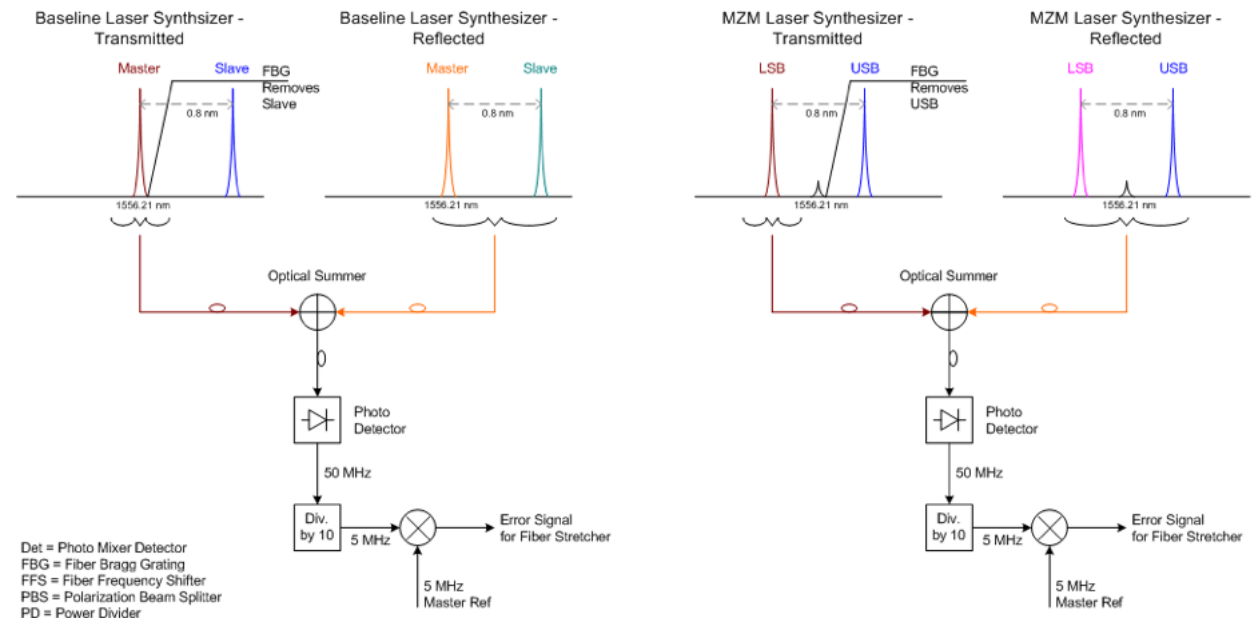 Baseline Laser Synthsizer -
Transmitted
Master
Slave
FBG
Removes
Slave
0.8 nm
1556.21 nm
Baseline Laser Synthesizer -
Reflected
Master
Slave
0.8 nm
1556.21 nm
Optical Summer
Photo
Detector
50 MHz
Div.
by 10
5 MHz
Error Signal
for Fiber Stretcher
5 MHz
Master Ref
MZM Laser Synthsizer -
Transmitted
LSB
USB
FBG
Removes
USB
0.8 nm
1556.21 nm
MZM Laser Synthesizer -
Reflected
LSB
USB
0.8 nm
1556.21 nm
Optical Summer
Photo
Detector
50 MHz
Div.
by 10
5 MHz
Error Signal
for Fiber Stretcher
5 MHz
Master Ref
Det = Photo Mixer Detector
FBG = Fiber Bragg Grating
FFS = Fiber Frequency Shifter
PBS = Polarization Beam Splitter
PD = Power Divider